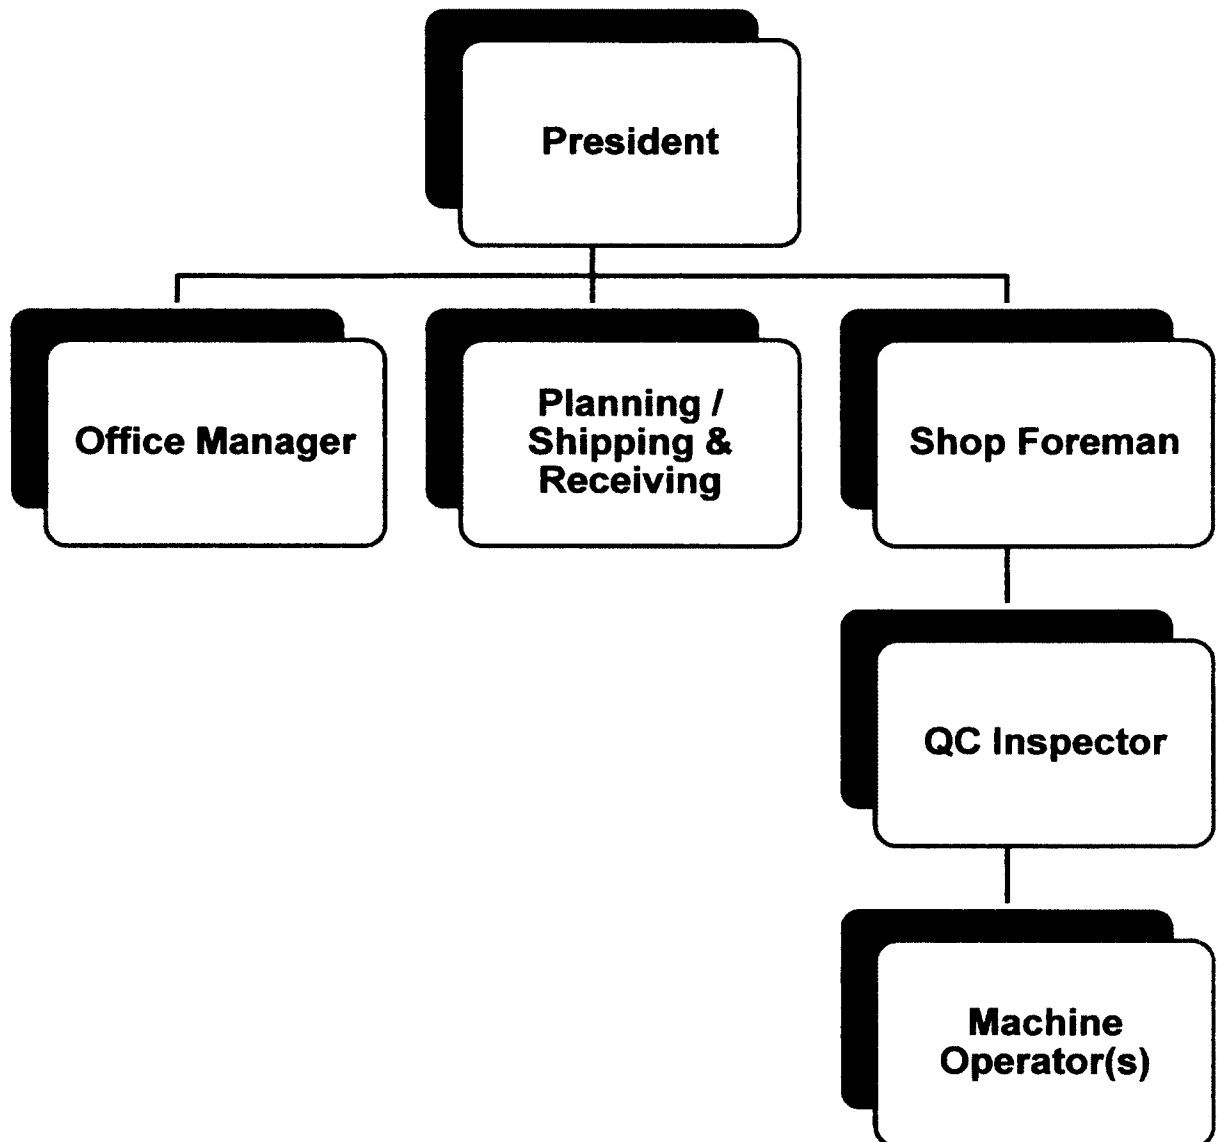 President
Office Manager
Planning /
Shipping &
Receiving
Shop Foreman
QC Inspector
Machine
Operator(s)